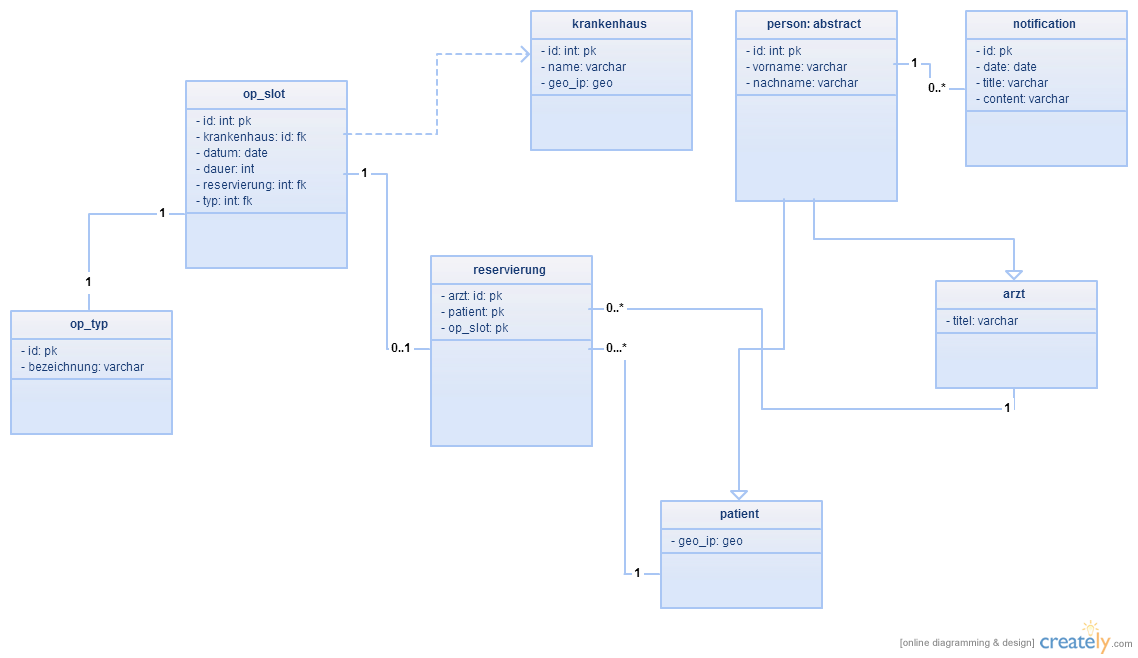 krankenhaus
- id: int: pk
- name: varchar
- geo_ip: geo
person: abstract
- id: int: pk
- vorname: varchar
- nachname: varchar
1
0..*
notification
- id: pk
- date: date
- title: varchar
- content: varchar
op_slot
- id: int: pk
- krankenhaus: id: fk
- datum: date
- dauer: int
- reservierung: int: fk
- typ: int: fk
1
1
1
0..1
op_typ
- id: pk
- bezeichnung: varchar
reservierung
- arzt: id: pk
- patient: pk
- op_slot: pk
0..*
0...*
arzt
- titel: varchar
1
patient
- geo_ip: geo
1
[online diagramming & design] creately.com